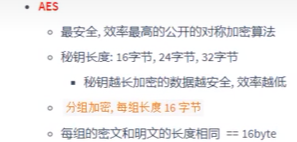 AES
最安全, 效率最高的公开的对称加密算法
秘钥长度: 16字节, 24字节, 32字节
秘钥越长加密的数据越安全, 效率越低
分组加密, 每组长度 16 字节
每组的密文和明文的长度相同 == 16byte